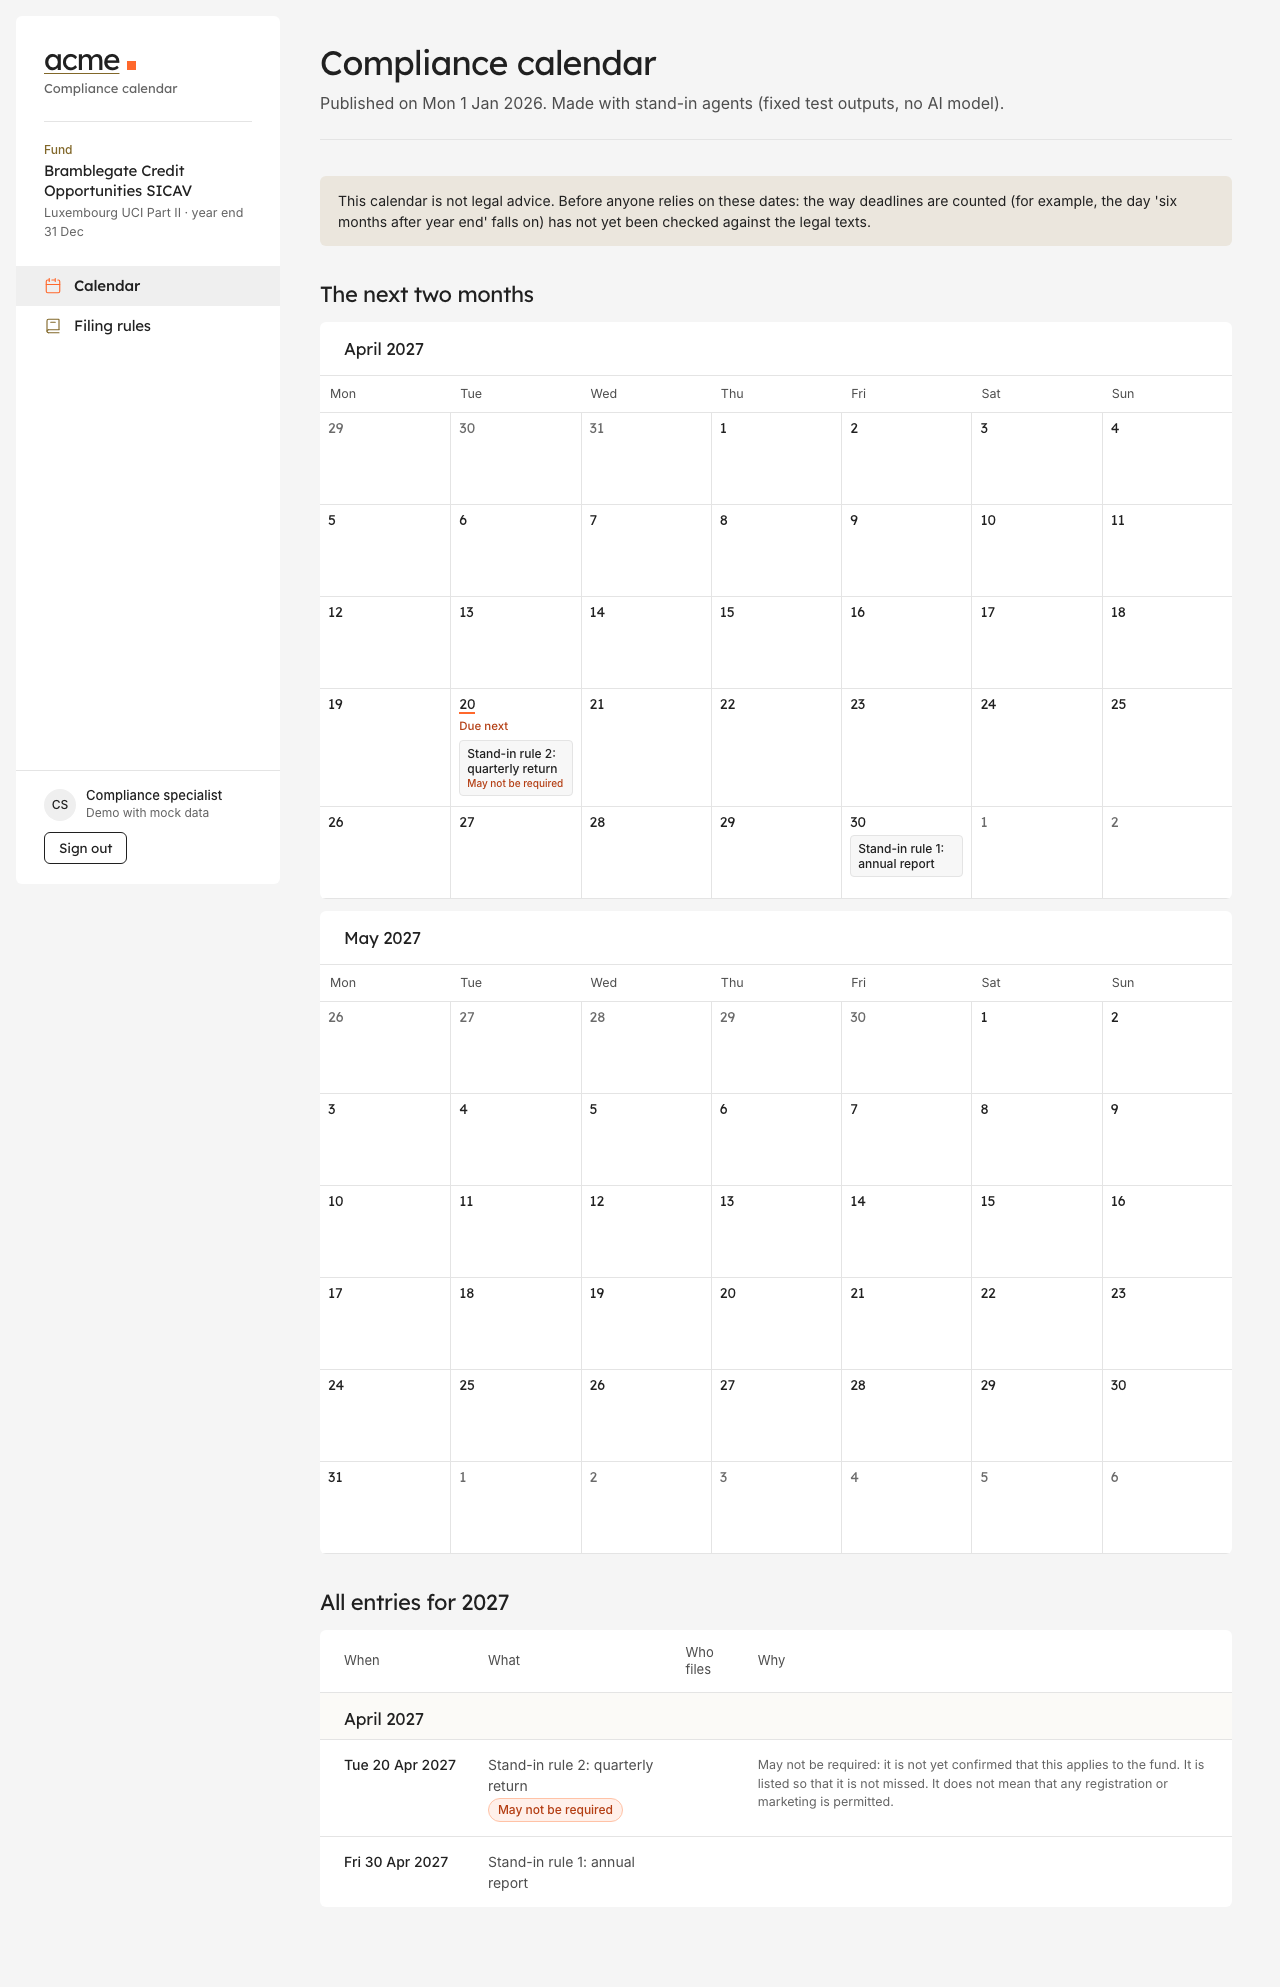 acme
Compliance calendar
Fund
Bramblegate Credit
Opportunities SICAV
Luxembourg UCI Part II · year end
31 Dec
Calendar
Filing rules
CS
Compliance specialist
Demo with mock data
Sign out
Compliance calendar
Published on Mon 1 Jan 2026. Made with stand-in agents (fixed test outputs, no AI model).
This calendar is not legal advice. Before anyone relies on these dates: the way deadlines are counted (for example, the day 'six
months after year end' falls on) has not yet been checked against the legal texts.
The next two months
April 2027
Mon Tue Wed Thu Fri Sat Sun
29 30 31 1 2 3 4
5 6 7 8 9 10 11
12 13 14 15 16 17 18
19 20 21 22 23 24 25
Due next
Stand-in rule 2:
quarterly return
May not be required
26 27 28 29 30 1 2
Stand-in rule 1:
annual report
May 2027
Mon Tue Wed Thu Fri Sat Sun
26 27 28 29 30 1 2
3 4 5 6 7 8 9
10 11 12 13 14 15 16
17 18 19 20 21 22 23
24 25 26 27 28 29 30
31 1 2 3 4 5 6
All entries for 2027
When What Who files Why
April 2027
Tue 20 Apr 2027
Stand-in rule 2: quarterly
return
May not be required
May not be required: it is not yet confirmed that this applies to the fund. It is
listed so that it is not missed. It does not mean that any registration or
marketing is permitted.
Fri 30 Apr 2027
Stand-in rule 1: annual
report